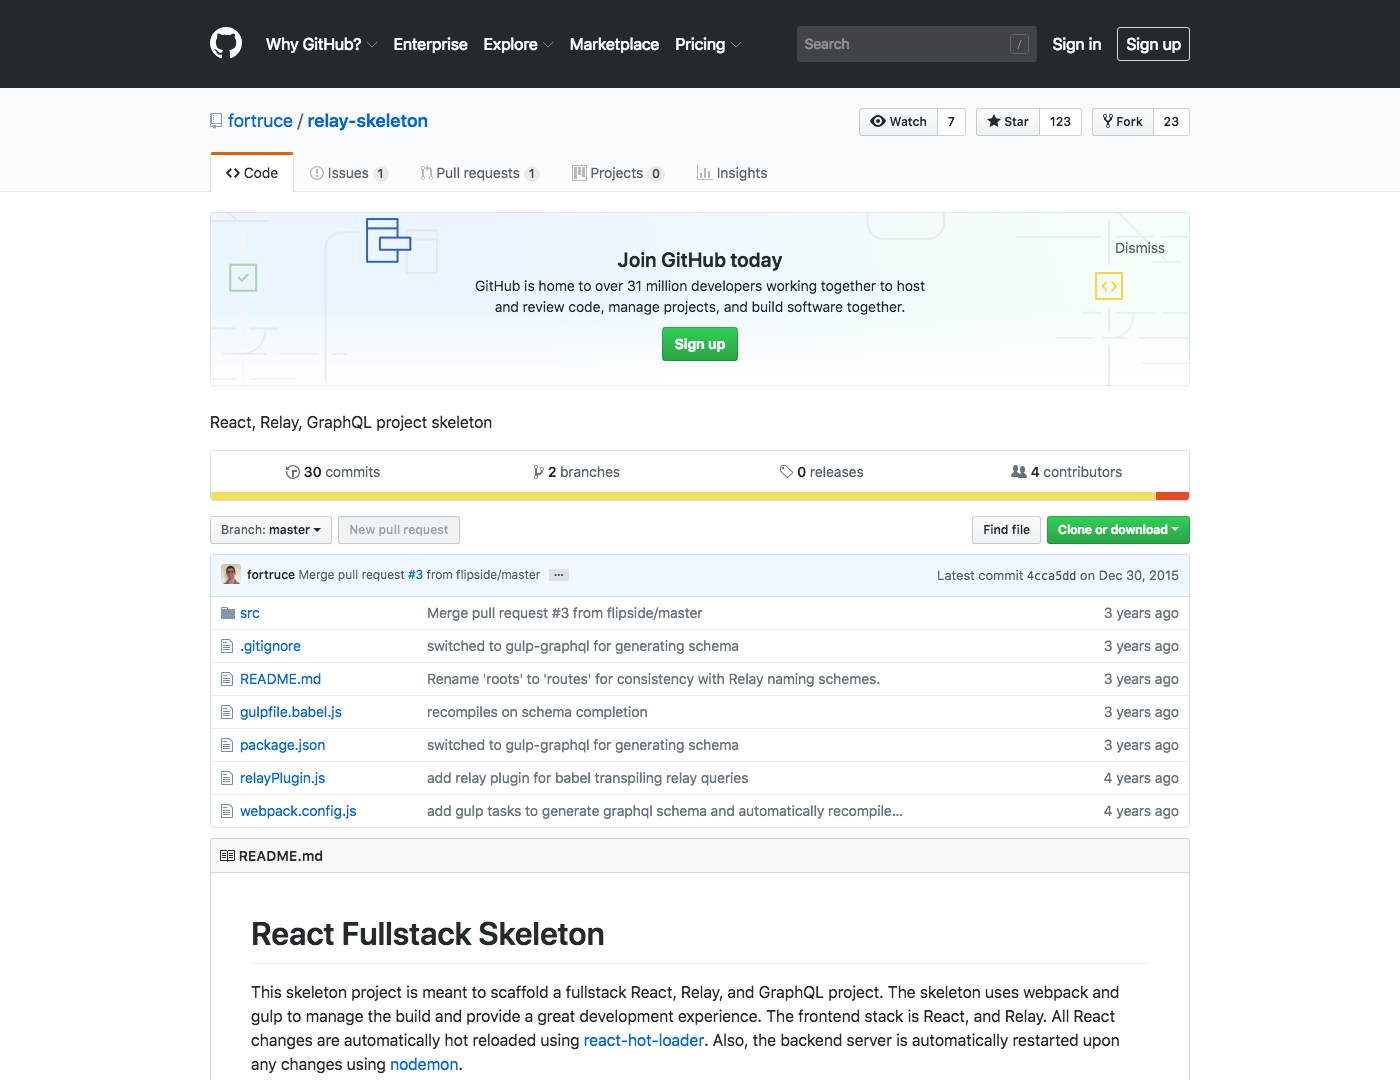 Why GitHub? Enterprise Explore Marketplace Pricing Search / Sign in Sign up
fortruce / relay-skeleton Watch 7 Star 123 Fork 23
Code Issues 1 Pull requests 1 Projects 0 Insights
Dismiss
Join GitHub today
GitHub is home to over 31 million developers working together to host
and review code, manage projects, and build software together.
Sign up
React, Relay, GraphQL project skeleton
30 commits 2 branches 0 releases 4 contributors
Branch: master New pull request Find file Clone or download
fortruce Merge pull request #3 from flipside/master ... Latest commit 4cca5dd on Dec 30, 2015
src Merge pull request #3 from flipside/master 3 years ago
.gitignore switched to gulp-graphql for generating schema 3 years ago
README.md Rename 'roots' to 'routes' for consistency with Relay naming schemes. 3 years ago
gulpfile.babel.js recompiles on schema completion 3 years ago
package.json switched to gulp-graphql for generating schema 3 years ago
relayPlugin.js add relay plugin for babel transpiling relay queries 4 years ago
webpack.config.js add gulp tasks to generate graphql schema and automatically recompile... 4 years ago
README.md
React Fullstack Skeleton
This skeleton project is meant to scaffold a fullstack React, Relay, and GraphQL project. The skeleton uses webpack and
gulp to manage the build and provide a great development experience. The frontend stack is React, and Relay. All React
changes are automatically hot reloaded using react-hot-loader. Also, the backend server is automatically restarted upon
any changes using nodemon.